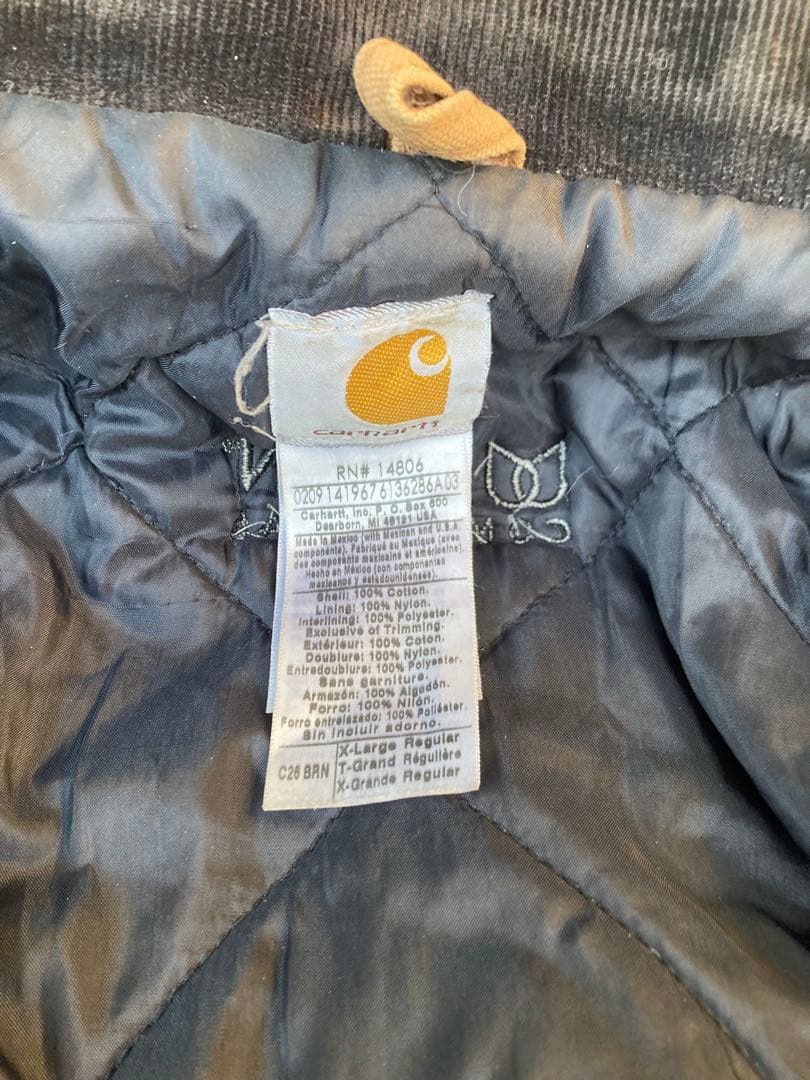 carhartt
RN# 14806
02091419676136286A03
Carhartt, Inc. P. O. Box 600
Dearborn, MI 48121 USA
Made in Mexico (with Mexican and U.S.A.
components). Fabriqué au Mexique (avec
des composants mexicains et américains).
Hecho en México (con componentes
mexicanos y estadounidenses).
Shell: 100% Cotton
Lining: 100% Nylon.
Interlining: 100% Polyester.
Exclusive of Trimming.
Extérieur: 100% Coton.
Doublure: 100% Nylon.
Entredoublure: 100% Polyester.
Sans garniture.
Armazón: 100% Algodón.
Forro: 100% Nilón.
Forro entrelazado: 100% Poliéster.
Sin incluir adorno.
C26 BRN
X-Large Regular
T-Grand Régulière
X-Grande Regular